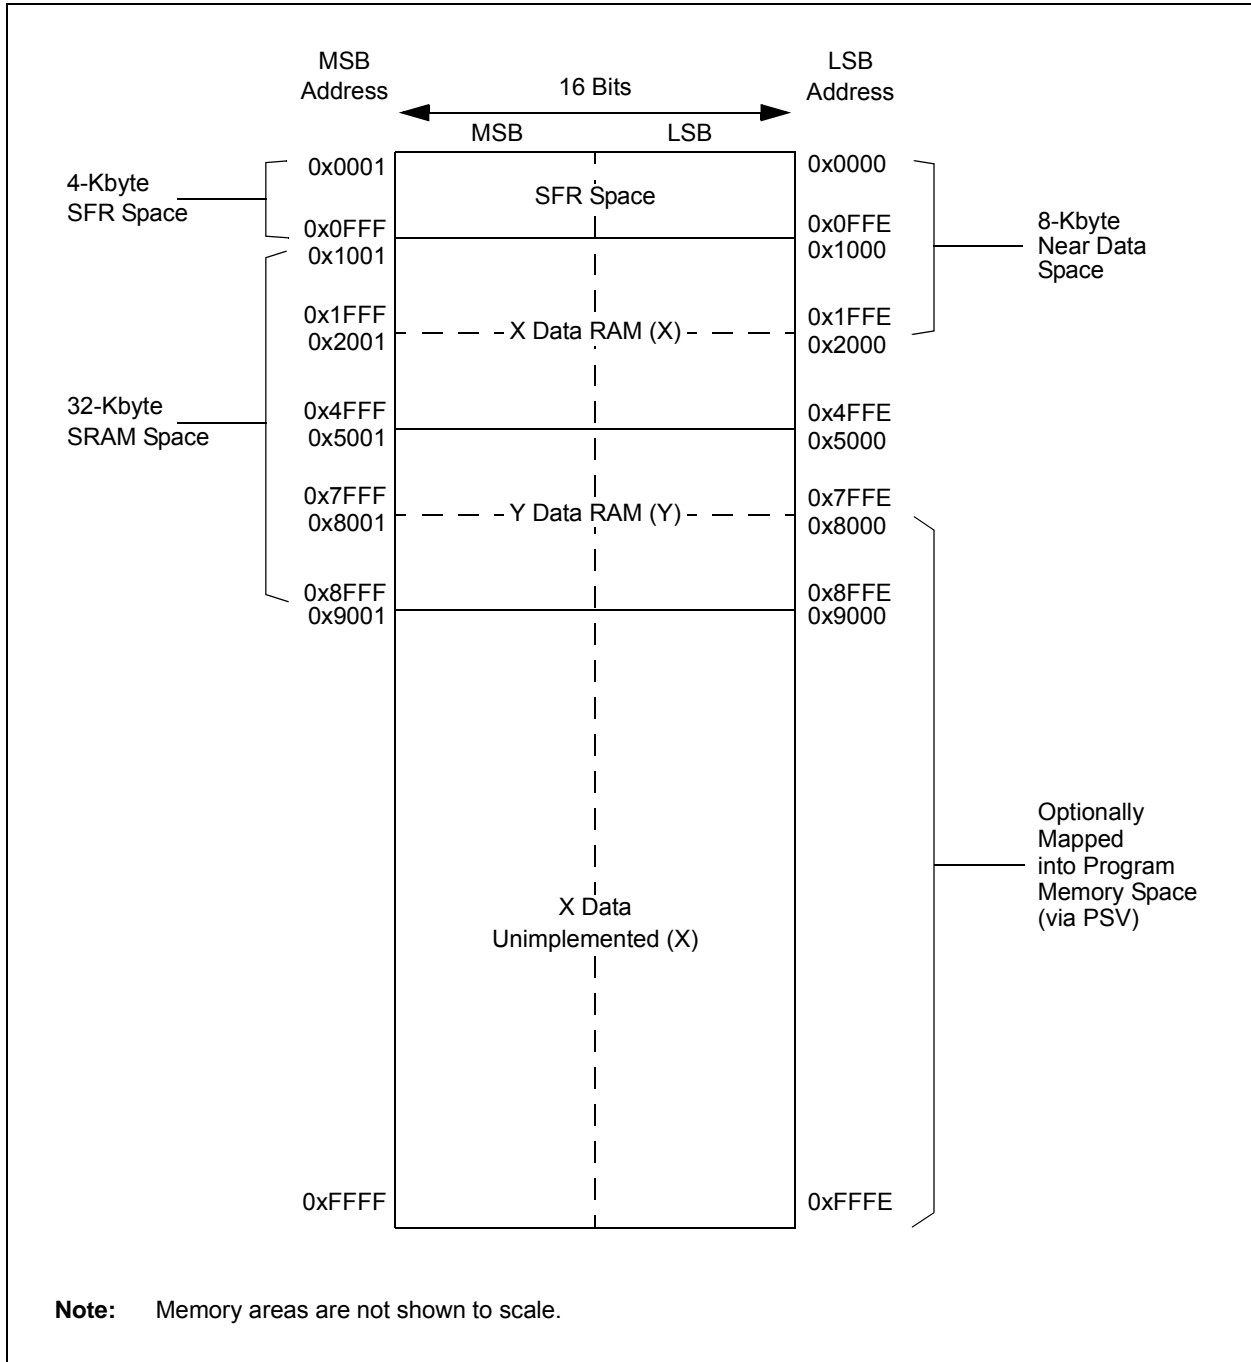 MSB
Address
16 Bits
LSB
Address
MSB
LSB
4-Kbyte
SFR Space
0x0001
0x0FFF
0x1001
SFR Space
0x0000
0x0FFE
0x1000
8-Kbyte
Near Data
Space
32-Kbyte
SRAM Space
0x1FFF
0x2001
X Data RAM (X)
0x1FFE
0x2000
0x4FFF
0x5001
0x4FFE
0x5000
0x7FFF
0x8001
Y Data RAM (Y)
0x7FFE
0x8000
0x8FFF
0x9001
0x8FFE
0x9000
X Data
Unimplemented (X)
Optionally
Mapped
into Program
Memory Space
(via PSV)
0xFFFF
0xFFFE
Note: Memory areas are not shown to scale.